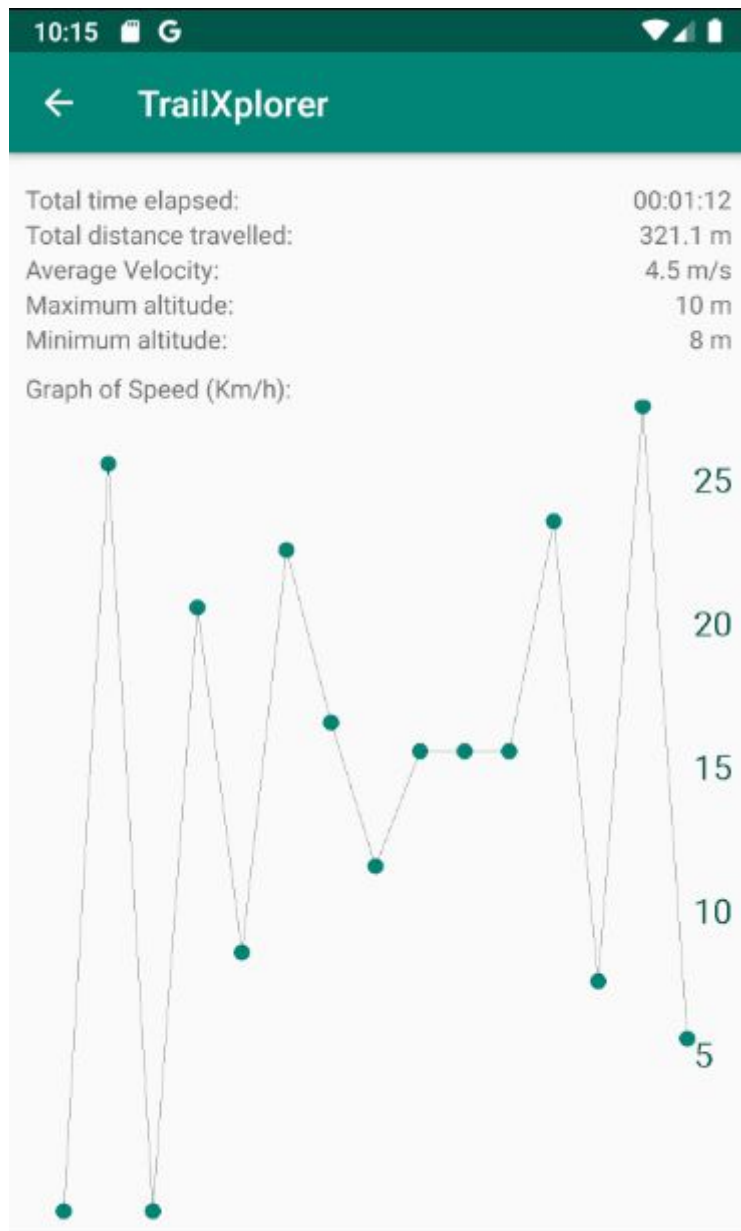 10:15 G
TrailXplorer
Total time elapsed: 00:01:12
Total distance travelled: 321.1 m
Average Velocity: 4.5 m/s
Maximum altitude: 10 m
Minimum altitude: 8 m
Graph of Speed (Km/h):
25
20
15
10
5